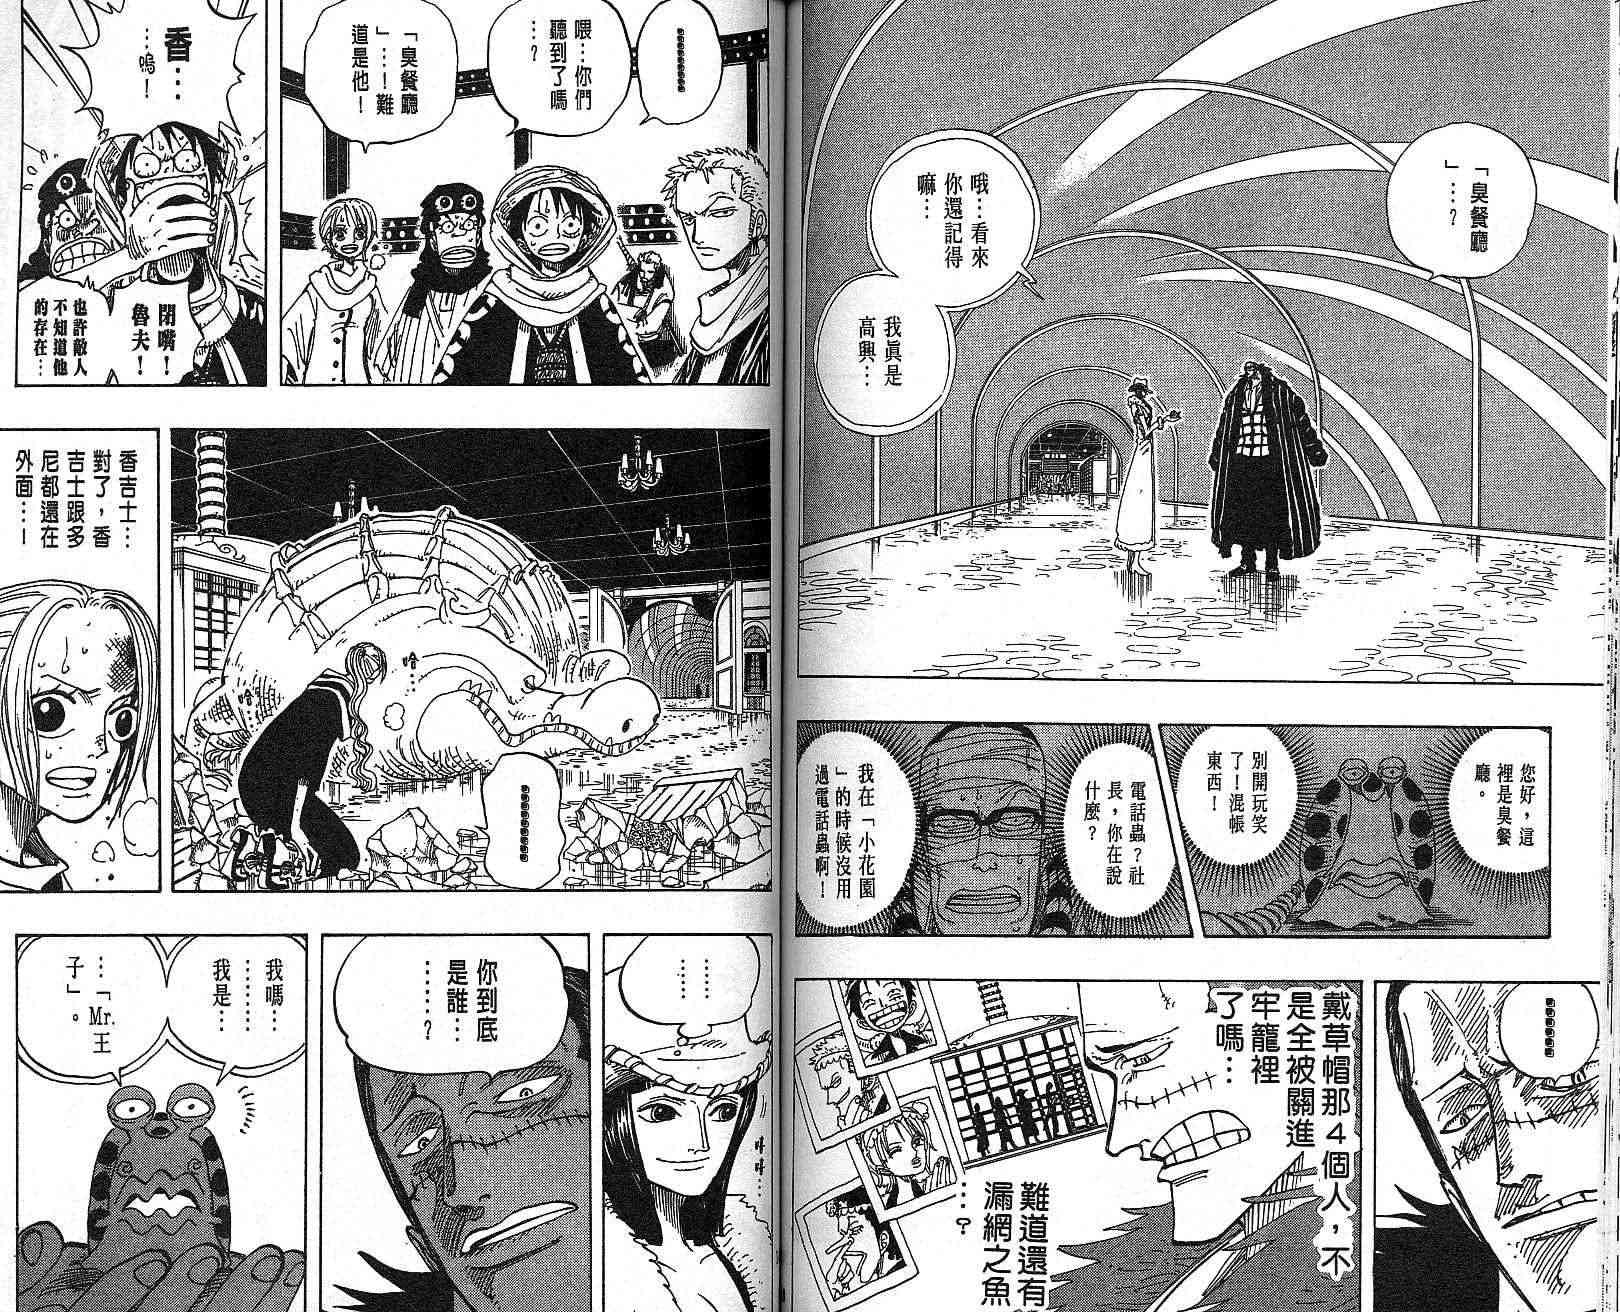 「臭餐廳
」…？
哦…看來
你還記得
嘛…
我真是
高興…
您好，這
裡是臭餐
廳。
別開玩笑
了！混帳
東西！
電話蟲？社
長，你在說
什麼？
我在「小花園
」的時候沒用
過電話蟲啊！
…………
戴草帽那4個人，不
是全被關進
牢籠裡
了嗎…
難道還有
漏網之魚
…？
…………
喂…你們
聽到了嗎
…？
「臭餐廳
」…！難
道是他！
香…
…嗚！
閉嘴！
魯夫！
也許敵人
不知道他
的存在…
哈…
哈…
…………
香吉士…
對了，香
吉士跟多
尼都還在
外面…！
……
……
咔
咔…
你到底
是誰…
……？
我嗎…
……
我是…
…「Mr.王
子」。